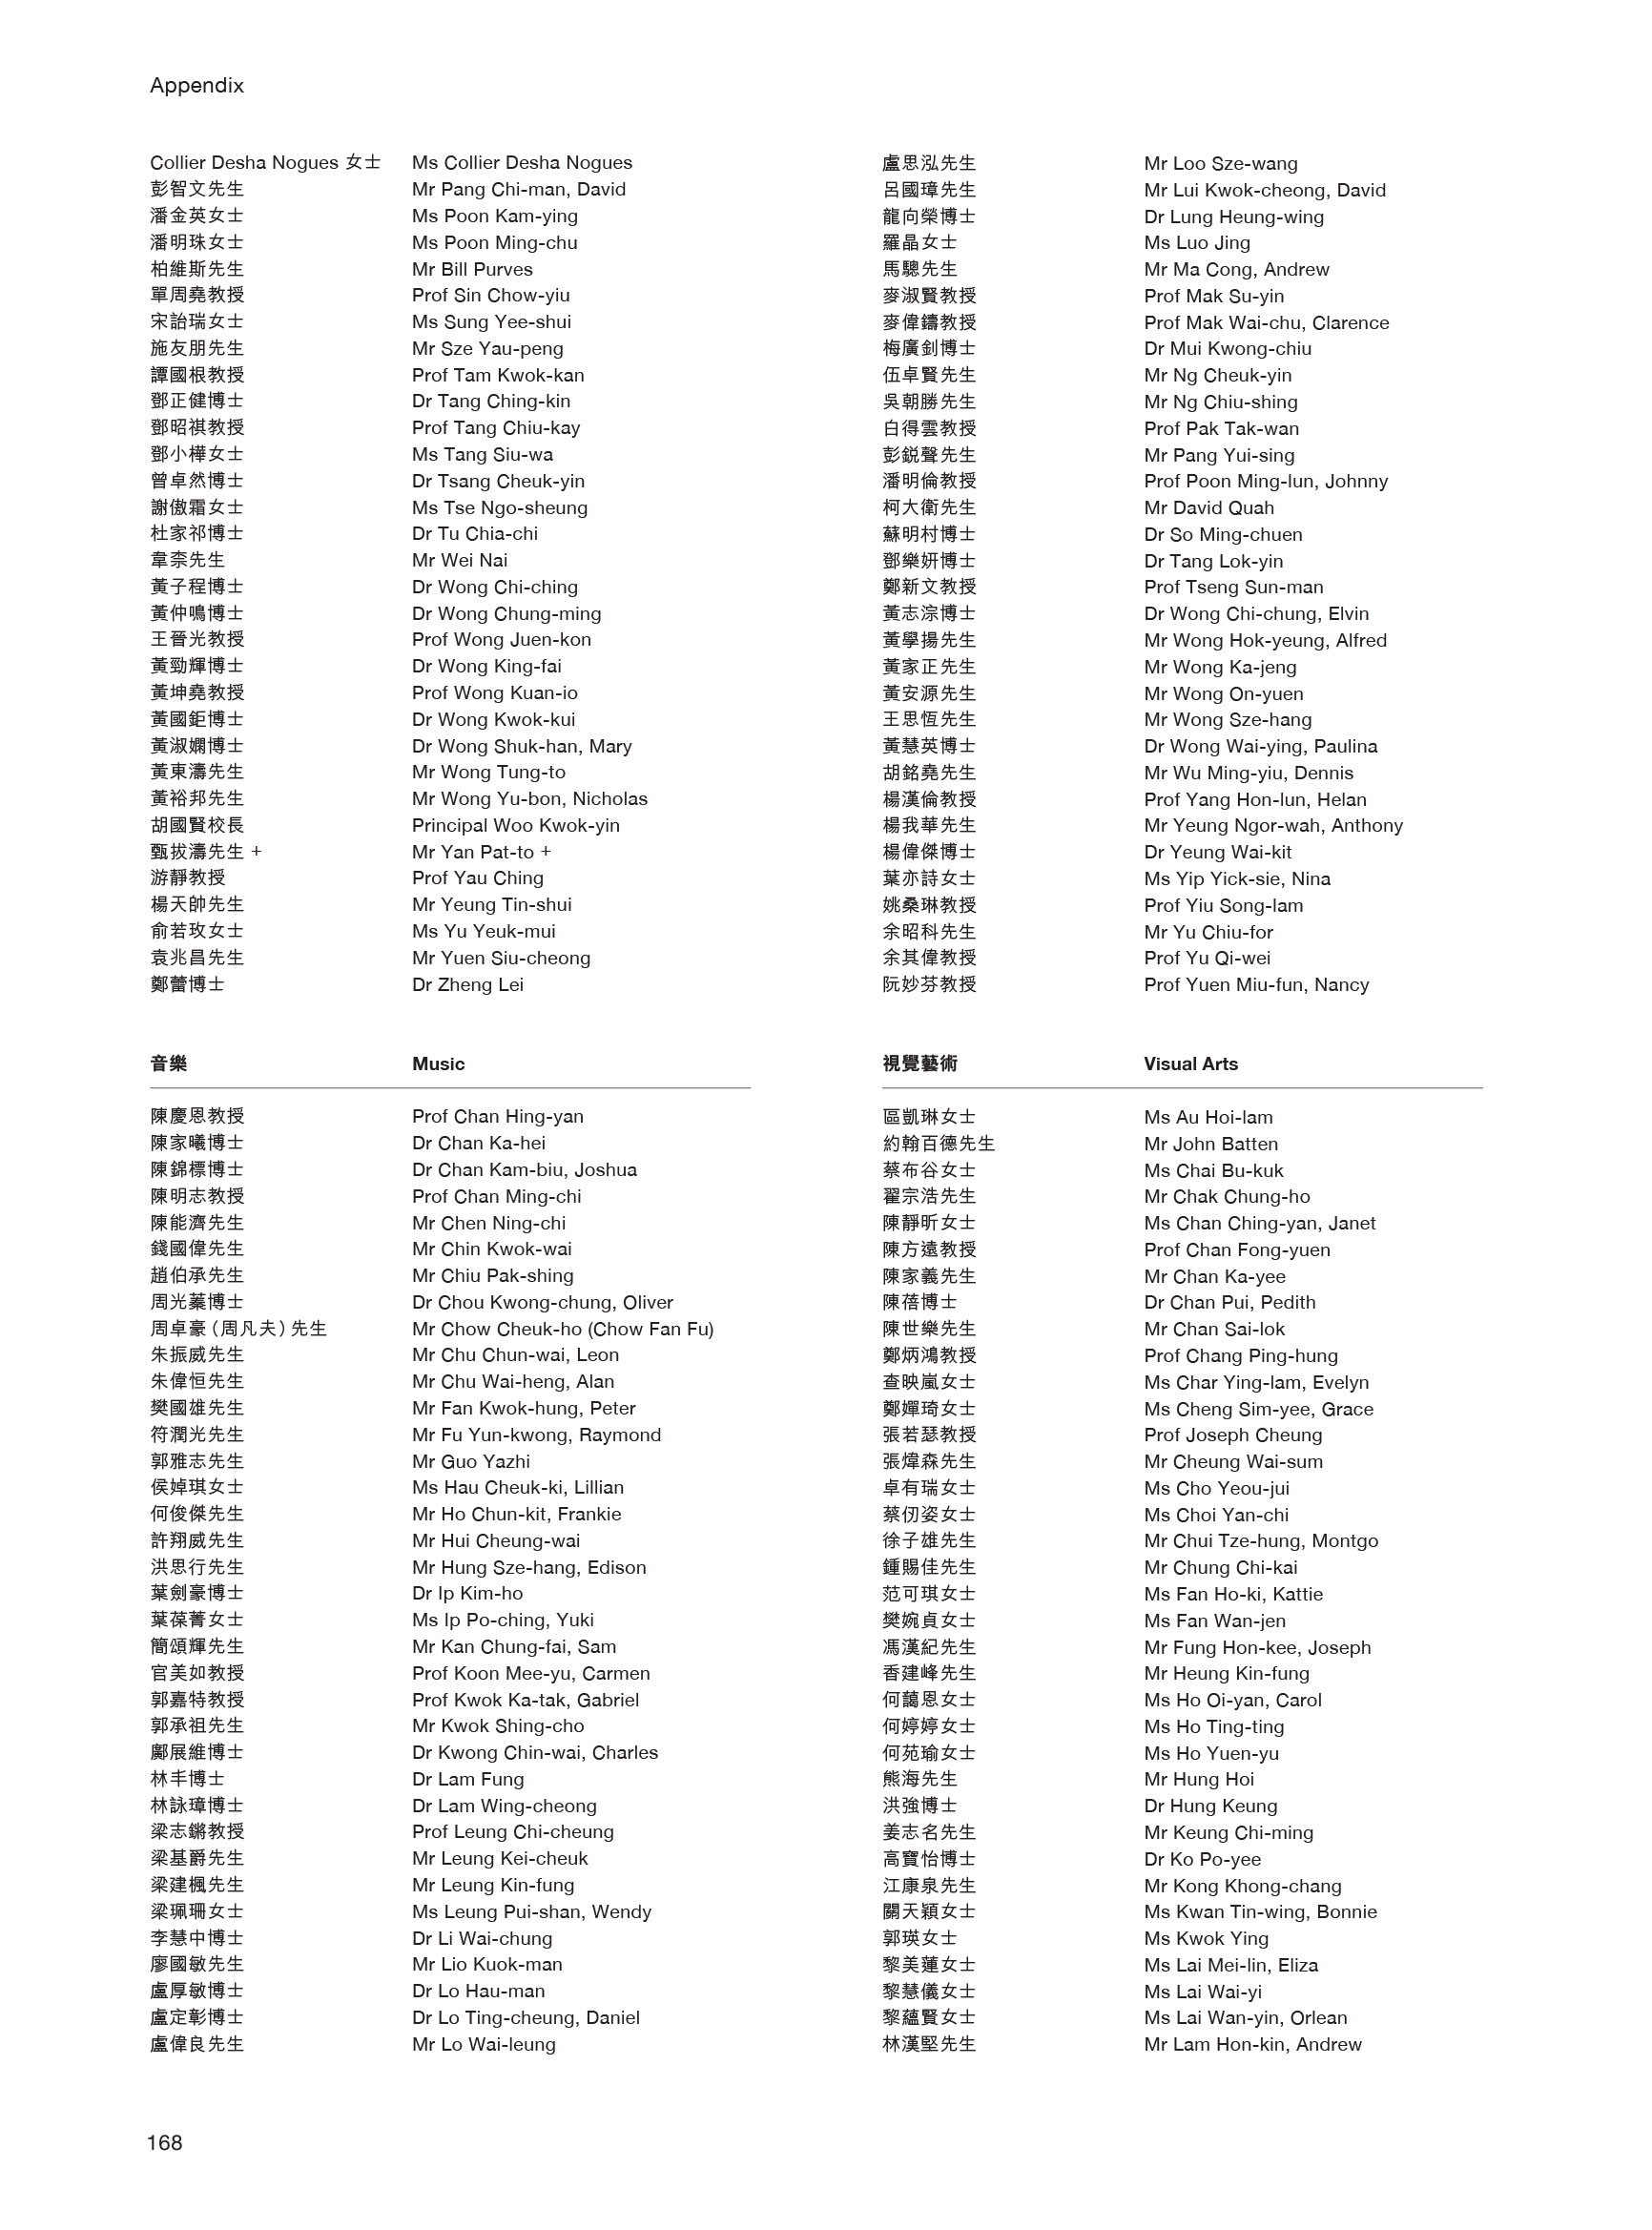 Appendix
Collier Desha Nogues 女士 Ms Collier Desha Nogues
彭智文先生 Mr Pang Chi-man, David
潘金英女士 Ms Poon Kam-ying
潘明珠女士 Ms Poon Ming-chu
柏維斯先生 Mr Bill Purves
單周堯教授 Prof Sin Chow-yiu
宋詒瑞女士 Ms Sung Yee-shui
施友朋先生 Mr Sze Yau-peng
譚國根教授 Prof Tam Kwok-kan
鄧正健博士 Dr Tang Ching-kin
鄧昭祺教授 Prof Tang Chiu-kay
鄧小樺女士 Ms Tang Siu-wa
曾卓然博士 Dr Tsang Cheuk-yin
謝傲霜女士 Ms Tse Ngo-sheung
杜家祁博士 Dr Tu Chia-chi
韋柰先生 Mr Wei Nai
黃子程博士 Dr Wong Chi-ching
黃仲鳴博士 Dr Wong Chung-ming
王晉光教授 Prof Wong Juen-kon
黃勁輝博士 Dr Wong King-fai
黃坤堯教授 Prof Wong Kuan-io
黃國鉅博士 Dr Wong Kwok-kui
黃淑嫻博士 Dr Wong Shuk-han, Mary
黃東濤先生 Mr Wong Tung-to
黃裕邦先生 Mr Wong Yu-bon, Nicholas
胡國賢校長 Principal Woo Kwok-yin
甄拔濤先生 + Mr Yan Pat-to +
游靜教授 Prof Yau Ching
楊天帥先生 Mr Yeung Tin-shui
俞若玫女士 Ms Yu Yeuk-mui
袁兆昌先生 Mr Yuen Siu-cheong
鄭蕾博士 Dr Zheng Lei
音樂 Music
陳慶恩教授 Prof Chan Hing-yan
陳家曦博士 Dr Chan Ka-hei
陳錦標博士 Dr Chan Kam-biu, Joshua
陳明志教授 Prof Chan Ming-chi
陳能濟先生 Mr Chen Ning-chi
錢國偉先生 Mr Chin Kwok-wai
趙伯承先生 Mr Chiu Pak-shing
周光蓁博士 Dr Chou Kwong-chung, Oliver
周卓豪（周凡夫）先生 Mr Chow Cheuk-ho (Chow Fan Fu)
朱振威先生 Mr Chu Chun-wai, Leon
朱偉恒先生 Mr Chu Wai-heng, Alan
樊國雄先生 Mr Fan Kwok-hung, Peter
符潤光先生 Mr Fu Yun-kwong, Raymond
郭雅志先生 Mr Guo Yazhi
侯婥琪女士 Ms Hau Cheuk-ki, Lillian
何俊傑先生 Mr Ho Chun-kit, Frankie
許翔威先生 Mr Hui Cheung-wai
洪思行先生 Mr Hung Sze-hang, Edison
葉劍豪博士 Dr Ip Kim-ho
葉葆菁女士 Ms Ip Po-ching, Yuki
簡頌輝先生 Mr Kan Chung-fai, Sam
官美如教授 Prof Koon Mee-yu, Carmen
郭嘉特教授 Prof Kwok Ka-tak, Gabriel
郭承祖先生 Mr Kwok Shing-cho
鄺展維博士 Dr Kwong Chin-wai, Charles
林丰博士 Dr Lam Fung
林詠璋博士 Dr Lam Wing-cheong
梁志鏘教授 Prof Leung Chi-cheung
梁基爵先生 Mr Leung Kei-cheuk
梁建楓先生 Mr Leung Kin-fung
梁珮珊女士 Ms Leung Pui-shan, Wendy
李慧中博士 Dr Li Wai-chung
廖國敏先生 Mr Lio Kuok-man
盧厚敏博士 Dr Lo Hau-man
盧定彰博士 Dr Lo Ting-cheung, Daniel
盧偉良先生 Mr Lo Wai-leung
盧思泓先生 Mr Loo Sze-wang
呂國璋先生 Mr Lui Kwok-cheong, David
龍向榮博士 Dr Lung Heung-wing
羅晶女士 Ms Luo Jing
馬驄先生 Mr Ma Cong, Andrew
麥淑賢教授 Prof Mak Su-yin
麥偉鑄教授 Prof Mak Wai-chu, Clarence
梅廣釗博士 Dr Mui Kwong-chiu
伍卓賢先生 Mr Ng Cheuk-yin
吳朝勝先生 Mr Ng Chiu-shing
白得雲教授 Prof Pak Tak-wan
彭鋭聲先生 Mr Pang Yui-sing
潘明倫教授 Prof Poon Ming-lun, Johnny
柯大衛先生 Mr David Quah
蘇明村博士 Dr So Ming-chuen
鄧樂妍博士 Dr Tang Lok-yin
鄭新文教授 Prof Tseng Sun-man
黃志淙博士 Dr Wong Chi-chung, Elvin
黃學揚先生 Mr Wong Hok-yeung, Alfred
黃家正先生 Mr Wong Ka-jeng
黃安源先生 Mr Wong On-yuen
王思恆先生 Mr Wong Sze-hang
黃慧英博士 Dr Wong Wai-ying, Paulina
胡銘堯先生 Mr Wu Ming-yiu, Dennis
楊漢倫教授 Prof Yang Hon-lun, Helan
楊我華先生 Mr Yeung Ngor-wah, Anthony
楊偉傑博士 Dr Yeung Wai-kit
葉亦詩女士 Ms Yip Yick-sie, Nina
姚桑琳教授 Prof Yiu Song-lam
余昭科先生 Mr Yu Chiu-for
余其偉教授 Prof Yu Qi-wei
阮妙芬教授 Prof Yuen Miu-fun, Nancy
視覺藝術 Visual Arts
區凱琳女士 Ms Au Hoi-lam
約翰百德先生 Mr John Batten
蔡布谷女士 Ms Chai Bu-kuk
翟宗浩先生 Mr Chak Chung-ho
陳靜昕女士 Ms Chan Ching-yan, Janet
陳方遠教授 Prof Chan Fong-yuen
陳家義先生 Mr Chan Ka-yee
陳蓓博士 Dr Chan Pui, Pedith
陳世樂先生 Mr Chan Sai-lok
鄭炳鴻教授 Prof Chang Ping-hung
查映嵐女士 Ms Char Ying-lam, Evelyn
鄭嬋琦女士 Ms Cheng Sim-yee, Grace
張若瑟教授 Prof Joseph Cheung
張煒森先生 Mr Cheung Wai-sum
卓有瑞女士 Ms Cho Yeou-jui
蔡仞姿女士 Ms Choi Yan-chi
徐子雄先生 Mr Chui Tze-hung, Montgo
鍾賜佳先生 Mr Chung Chi-kai
范可琪女士 Ms Fan Ho-ki, Kattie
樊婉貞女士 Ms Fan Wan-jen
馮漢紀先生 Mr Fung Hon-kee, Joseph
香建峰先生 Mr Heung Kin-fung
何藹恩女士 Ms Ho Oi-yan, Carol
何婷婷女士 Ms Ho Ting-ting
何苑瑜女士 Ms Ho Yuen-yu
熊海先生 Mr Hung Hoi
洪強博士 Dr Hung Keung
姜志名先生 Mr Keung Chi-ming
高寶怡博士 Dr Ko Po-yee
江康泉先生 Mr Kong Khong-chang
關天穎女士 Ms Kwan Tin-wing, Bonnie
郭瑛女士 Ms Kwok Ying
黎美蓮女士 Ms Lai Mei-lin, Eliza
黎慧儀女士 Ms Lai Wai-yi
黎蘊賢女士 Ms Lai Wan-yin, Orlean
林漢堅先生 Mr Lam Hon-kin, Andrew
168